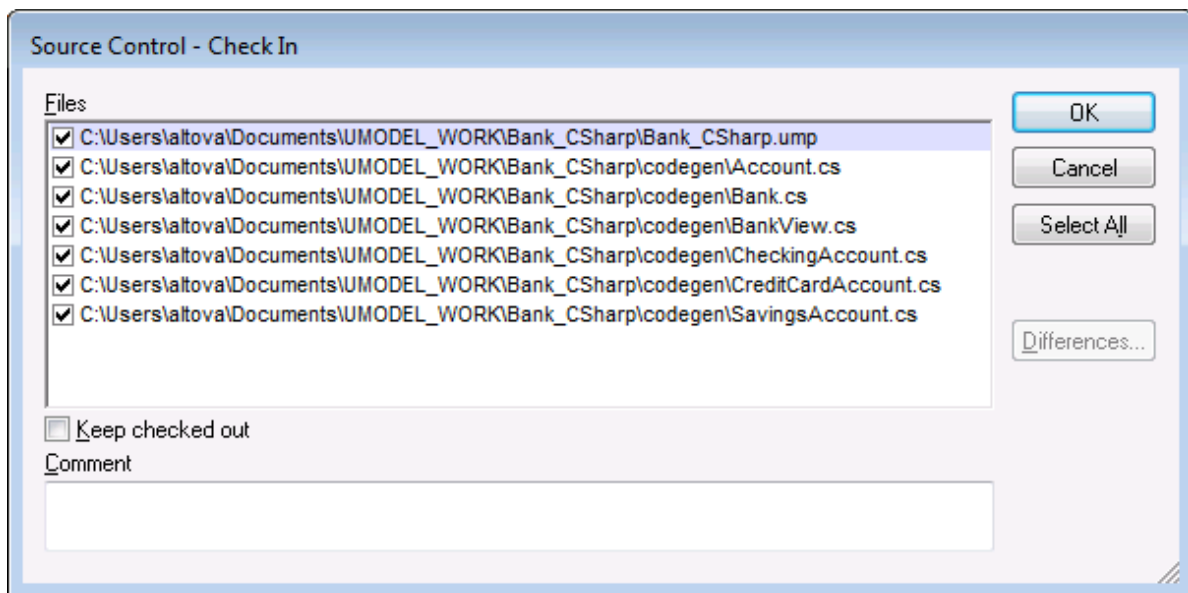 Source Control - Check In
Files
C:\Users\altova\Documents\UMODEL_WORK\Bank_CSharp\Bank_CSharp.ump
C:\Users\altova\Documents\UMODEL_WORK\Bank_CSharp\codegen\Account.cs
C:\Users\altova\Documents\UMODEL_WORK\Bank_CSharp\codegen\Bank.cs
C:\Users\altova\Documents\UMODEL_WORK\Bank_CSharp\codegen\BankView.cs
C:\Users\altova\Documents\UMODEL_WORK\Bank_CSharp\codegen\CheckingAccount.cs
C:\Users\altova\Documents\UMODEL_WORK\Bank_CSharp\codegen\CreditCardAccount.cs
C:\Users\altova\Documents\UMODEL_WORK\Bank_CSharp\codegen\SavingsAccount.cs
Keep checked out
Comment
OK
Cancel
Select All
Differences...